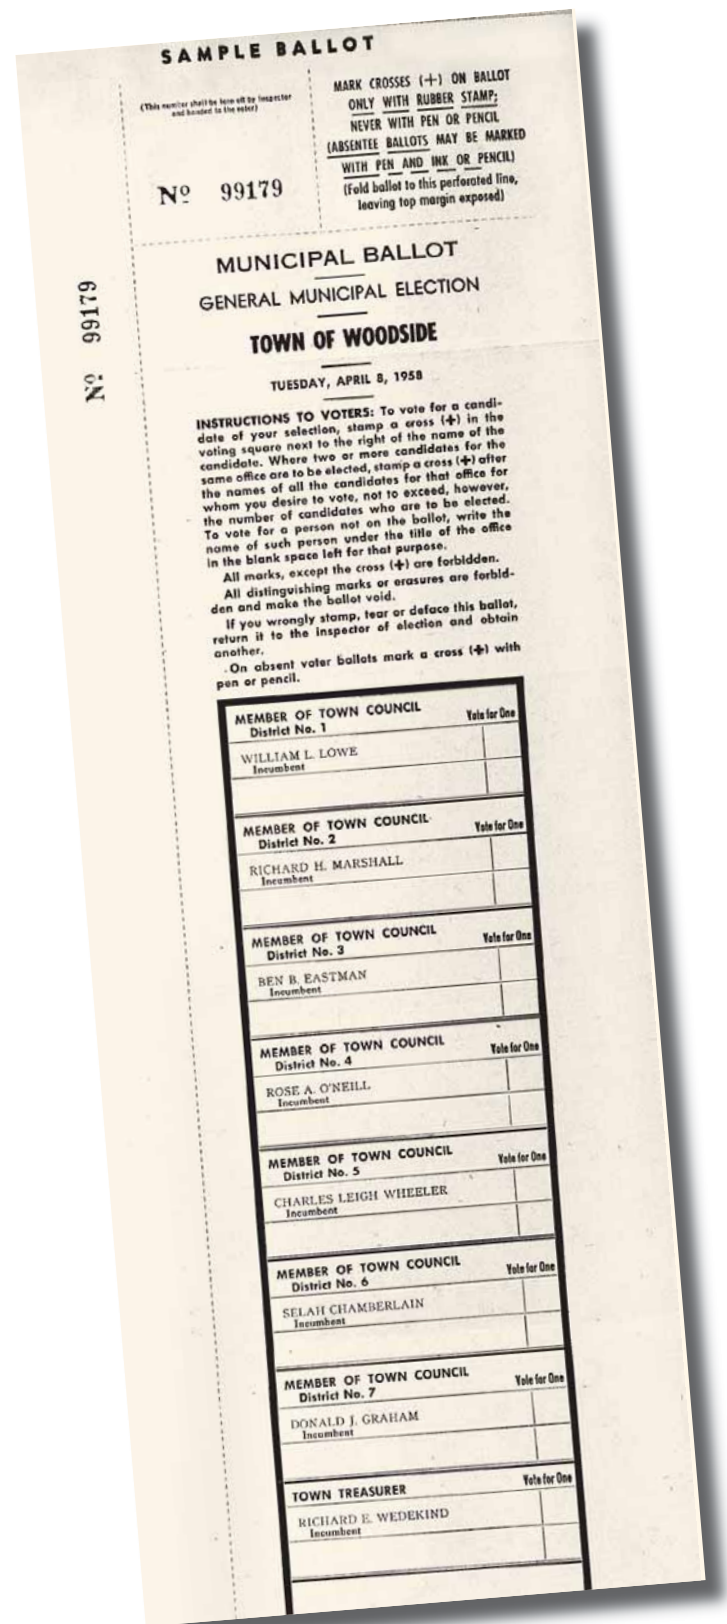 SAMPLE BALLOT
(This number shall be torn off by Inspector
and handed to the voter)
Nº 99179
MARK CROSSES (+) ON BALLOT
ONLY WITH RUBBER STAMP;
NEVER WITH PEN OR PENCIL
(ABSENTEE BALLOTS MAY BE MARKED
WITH PEN AND INK OR PENCIL)
(Fold ballot to this perforated line,
leaving top margin exposed)
Nº 99179
MUNICIPAL BALLOT
GENERAL MUNICIPAL ELECTION
TOWN OF WOODSIDE
TUESDAY, APRIL 8, 1958
INSTRUCTIONS TO VOTERS: To vote for a candi-
date of your selection, stamp a cross (+) in the
voting square next to the right of the name of the
candidate. Where two or more candidates for the
same office are to be elected, stamp a cross (+) after
the names of all the candidates for that office for
whom you desire to vote, not to exceed, however,
the number of candidates who are to be elected.
To vote for a person not on the ballot, write the
name of such person under the title of the office
in the blank space left for that purpose.
All marks, except the cross (+) are forbidden.
All distinguishing marks or erasures are forbid-
den and make the ballot void.
If you wrongly stamp, tear or deface this ballot,
return it to the inspector of election and obtain
another.
On absent voter ballots mark a cross (+) with
pen or pencil.
MEMBER OF TOWN COUNCIL
District No. 1 Vote for One
WILLIAM L. LOWE
Incumbent
MEMBER OF TOWN COUNCIL
District No. 2 Vote for One
RICHARD H. MARSHALL
Incumbent
MEMBER OF TOWN COUNCIL
District No. 3 Vote for One
BEN B. EASTMAN
Incumbent
MEMBER OF TOWN COUNCIL
District No. 4 Vote for One
ROSE A. O'NEILL
Incumbent
MEMBER OF TOWN COUNCIL
District No. 5 Vote for One
CHARLES LEIGH WHEELER
Incumbent
MEMBER OF TOWN COUNCIL
District No. 6 Vote for One
SELAH CHAMBERLAIN
Incumbent
MEMBER OF TOWN COUNCIL
District No. 7 Vote for One
DONALD J. GRAHAM
Incumbent
TOWN TREASURER Vote for One
RICHARD E. WEDEKIND
Incumbent